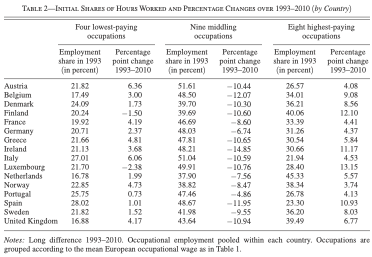 TABLE 2—INITIAL SHARES OF HOURS WORKED AND PERCENTAGE CHANGES OVER 1993–2010 (by Country)
Four lowest-paying occupations Nine middling occupations Eight highest-paying occupations
Employment share in 1993 (in percent) Percentage point change 1993–2010 Employment share in 1993 (in percent) Percentage point change 1993–2010 Employment share in 1993 (in percent) Percentage point change 1993–2010
Austria 21.82 6.36 51.61 −10.44 26.57 4.08
Belgium 17.49 3.00 48.50 −12.07 34.01 9.08
Denmark 24.09 1.73 39.70 −10.30 36.21 8.56
Finland 20.24 −1.50 39.69 −10.60 40.06 12.10
France 19.92 4.19 46.69 −8.60 33.39 4.41
Germany 20.71 2.37 48.03 −6.74 31.26 4.37
Greece 21.66 4.81 47.81 −10.65 30.54 5.84
Ireland 21.13 3.68 48.21 −14.85 30.66 11.17
Italy 27.01 6.06 51.04 −10.59 21.94 4.53
Luxembourg 21.70 −2.38 49.91 −10.76 28.40 13.15
Netherlands 16.78 1.99 37.90 −7.56 45.33 5.57
Norway 22.85 4.73 38.82 −8.47 38.34 3.74
Portugal 25.75 0.73 47.46 −4.86 26.78 4.13
Spain 28.02 1.01 48.67 −11.95 23.30 10.93
Sweden 21.82 1.52 41.98 −9.55 36.20 8.03
United Kingdom 16.88 4.17 43.64 −10.94 39.49 6.77
Notes: Long difference 1993–2010. Occupational employment pooled within each country. Occupations are
grouped according to the mean European occupational wage as in Table 1.